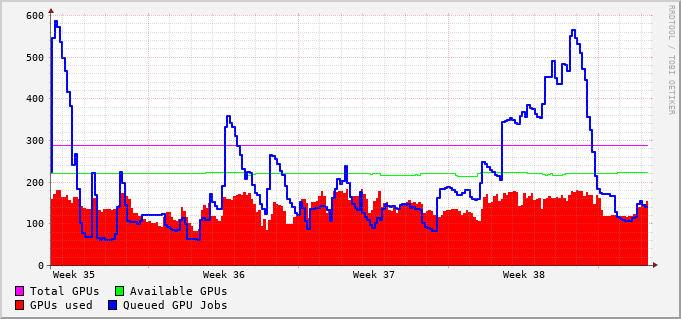 600
500
400
300
200
100
0
Week 35 Week 36 Week 37 Week 38
Total GPUs Available GPUs
GPUs used Queued GPU Jobs
RRDTOOL / TOBI OETIKER